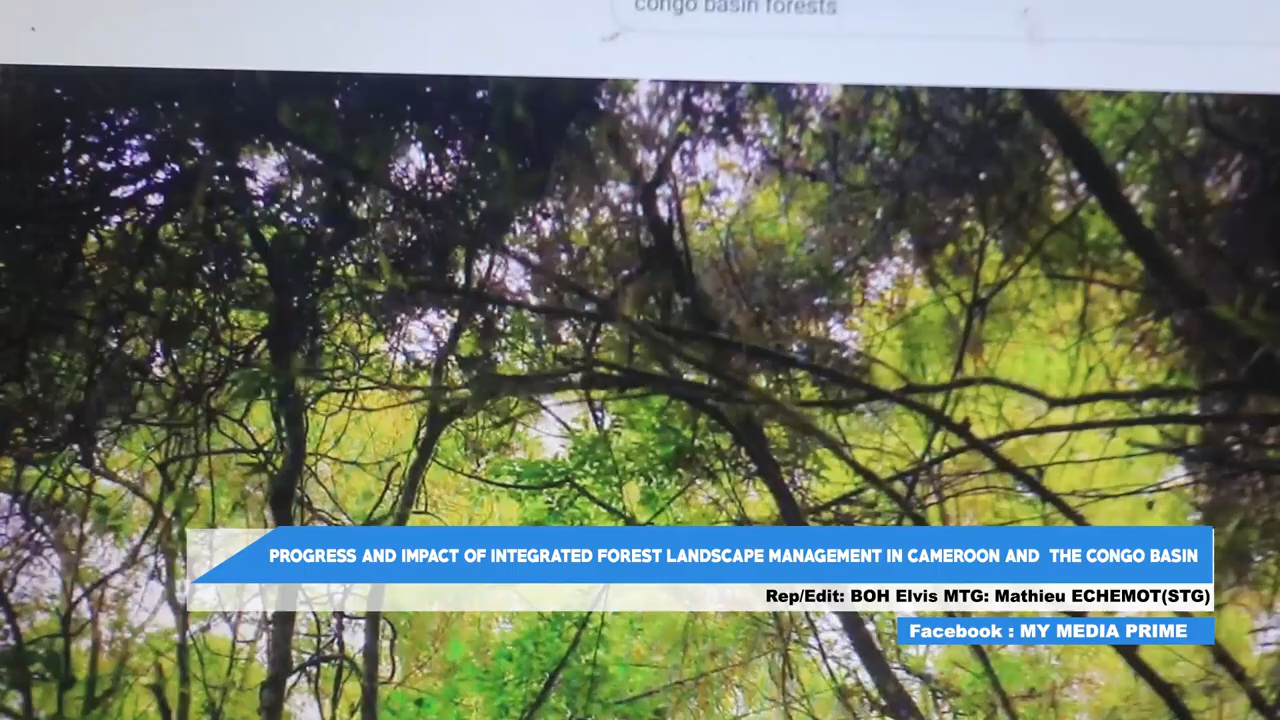 congo basin forests
PROGRESS AND IMPACT OF INTEGRATED FOREST LANDSCAPE MANAGEMENT IN CAMEROON AND THE CONGO BASIN
Rep/Edit: BOH Elvis MTG: Mathieu ECHEMOT(STG)
Facebook : MY MEDIA PRIME